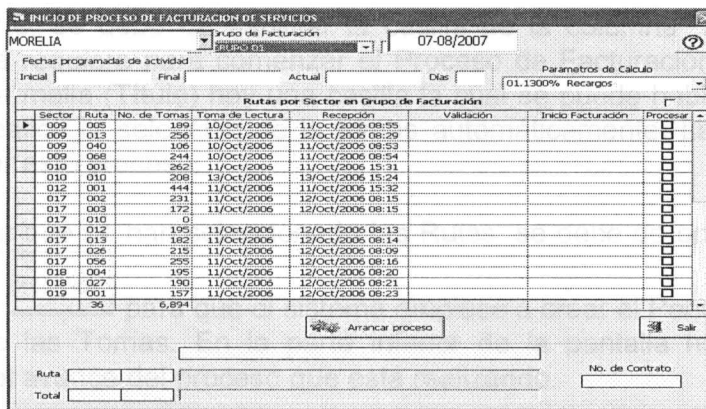 INICIO DE PROCESO DE FACTURACION DE SERVICIOS
MORELIA
Grupo de Facturación
GRUPO 01
07-08/2007
Fechas programadas de actividad
Inicial Final Actual Días
Parametros de Calculo
01.1300% Recargos
Rutas por Sector en Grupo de Facturación
Sector Ruta No. de Tomas Toma de Lectura Recepción Validación Inicio Facturación Procesar
009 005 189 10/Oct/2006 11/Oct/2006 08:55
009 013 256 11/Oct/2006 12/Oct/2006 08:29
009 040 106 10/Oct/2006 11/Oct/2006 08:53
009 068 244 10/Oct/2006 11/Oct/2006 08:54
010 001 262 11/Oct/2006 11/Oct/2006 15:31
010 010 208 13/Oct/2006 13/Oct/2006 15:24
012 001 444 11/Oct/2006 11/Oct/2006 15:32
017 002 231 11/Oct/2006 12/Oct/2006 08:15
017 003 172 11/Oct/2006 12/Oct/2006 08:15
017 010 0
017 012 195 11/Oct/2006 12/Oct/2006 08:13
017 013 182 11/Oct/2006 12/Oct/2006 08:14
017 026 215 11/Oct/2006 12/Oct/2006 08:09
017 056 255 11/Oct/2006 12/Oct/2006 08:16
018 004 195 11/Oct/2006 12/Oct/2006 08:20
018 027 190 11/Oct/2006 12/Oct/2006 08:21
019 001 157 11/Oct/2006 12/Oct/2006 08:23
36 6,894
Arrancar proceso
Salir
Ruta
No. de Contrato
Total